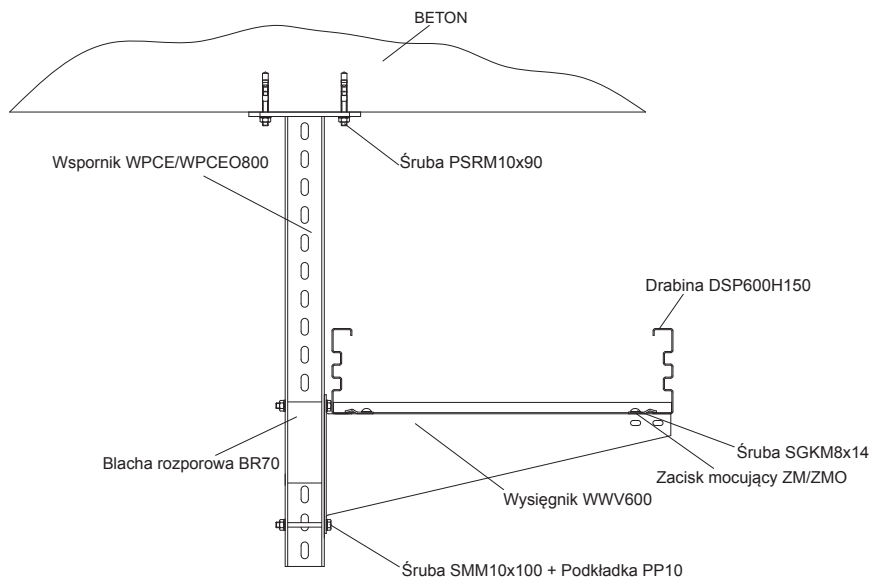 BETON
Wspornik WPCE/WPCEO800
Śruba PSRM10x90
Drabina DSP600H150
Śruba SGKM8x14
Blacha rozporowa BR70
Zacisk mocujący ZM/ZMO
Wysięgnik WWV600
Śruba SMM10x100 + Podkładka PP10